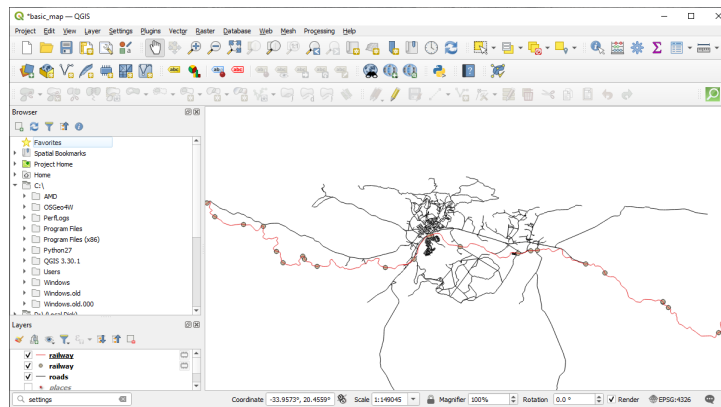 *basic_map — QGIS
Project Edit View Layer Settings Plugins Vector Raster Database Web Mesh Processing Help
abc abc abc
Browser
Favorites
Spatial Bookmarks
Project Home
Home
C:\
AMD
OSGeo4W
PerfLogs
Program Files
Program Files (x86)
Python27
QGIS 3.30.1
Users
Windows
Windows.old
Windows.old.000
Layers
railway
railway
roads
places
settings
Coordinate -33.9573°, 20.4559° Scale 1:149045 Magnifier 100% Rotation 0.0 ° Render EPSG:4326